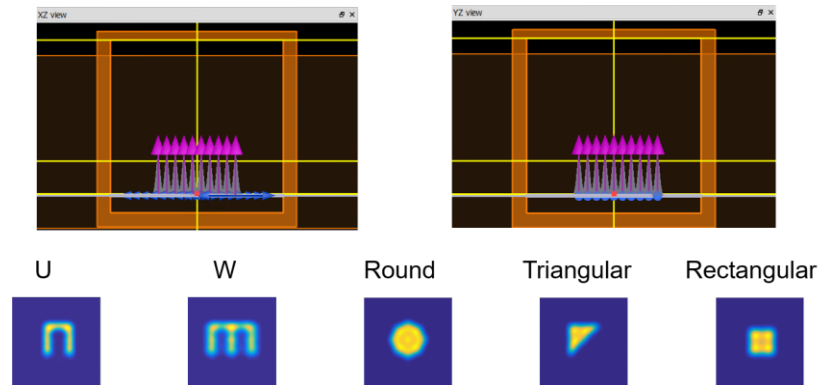 XZ view
YZ view
U
W
Round
Triangular
Rectangular